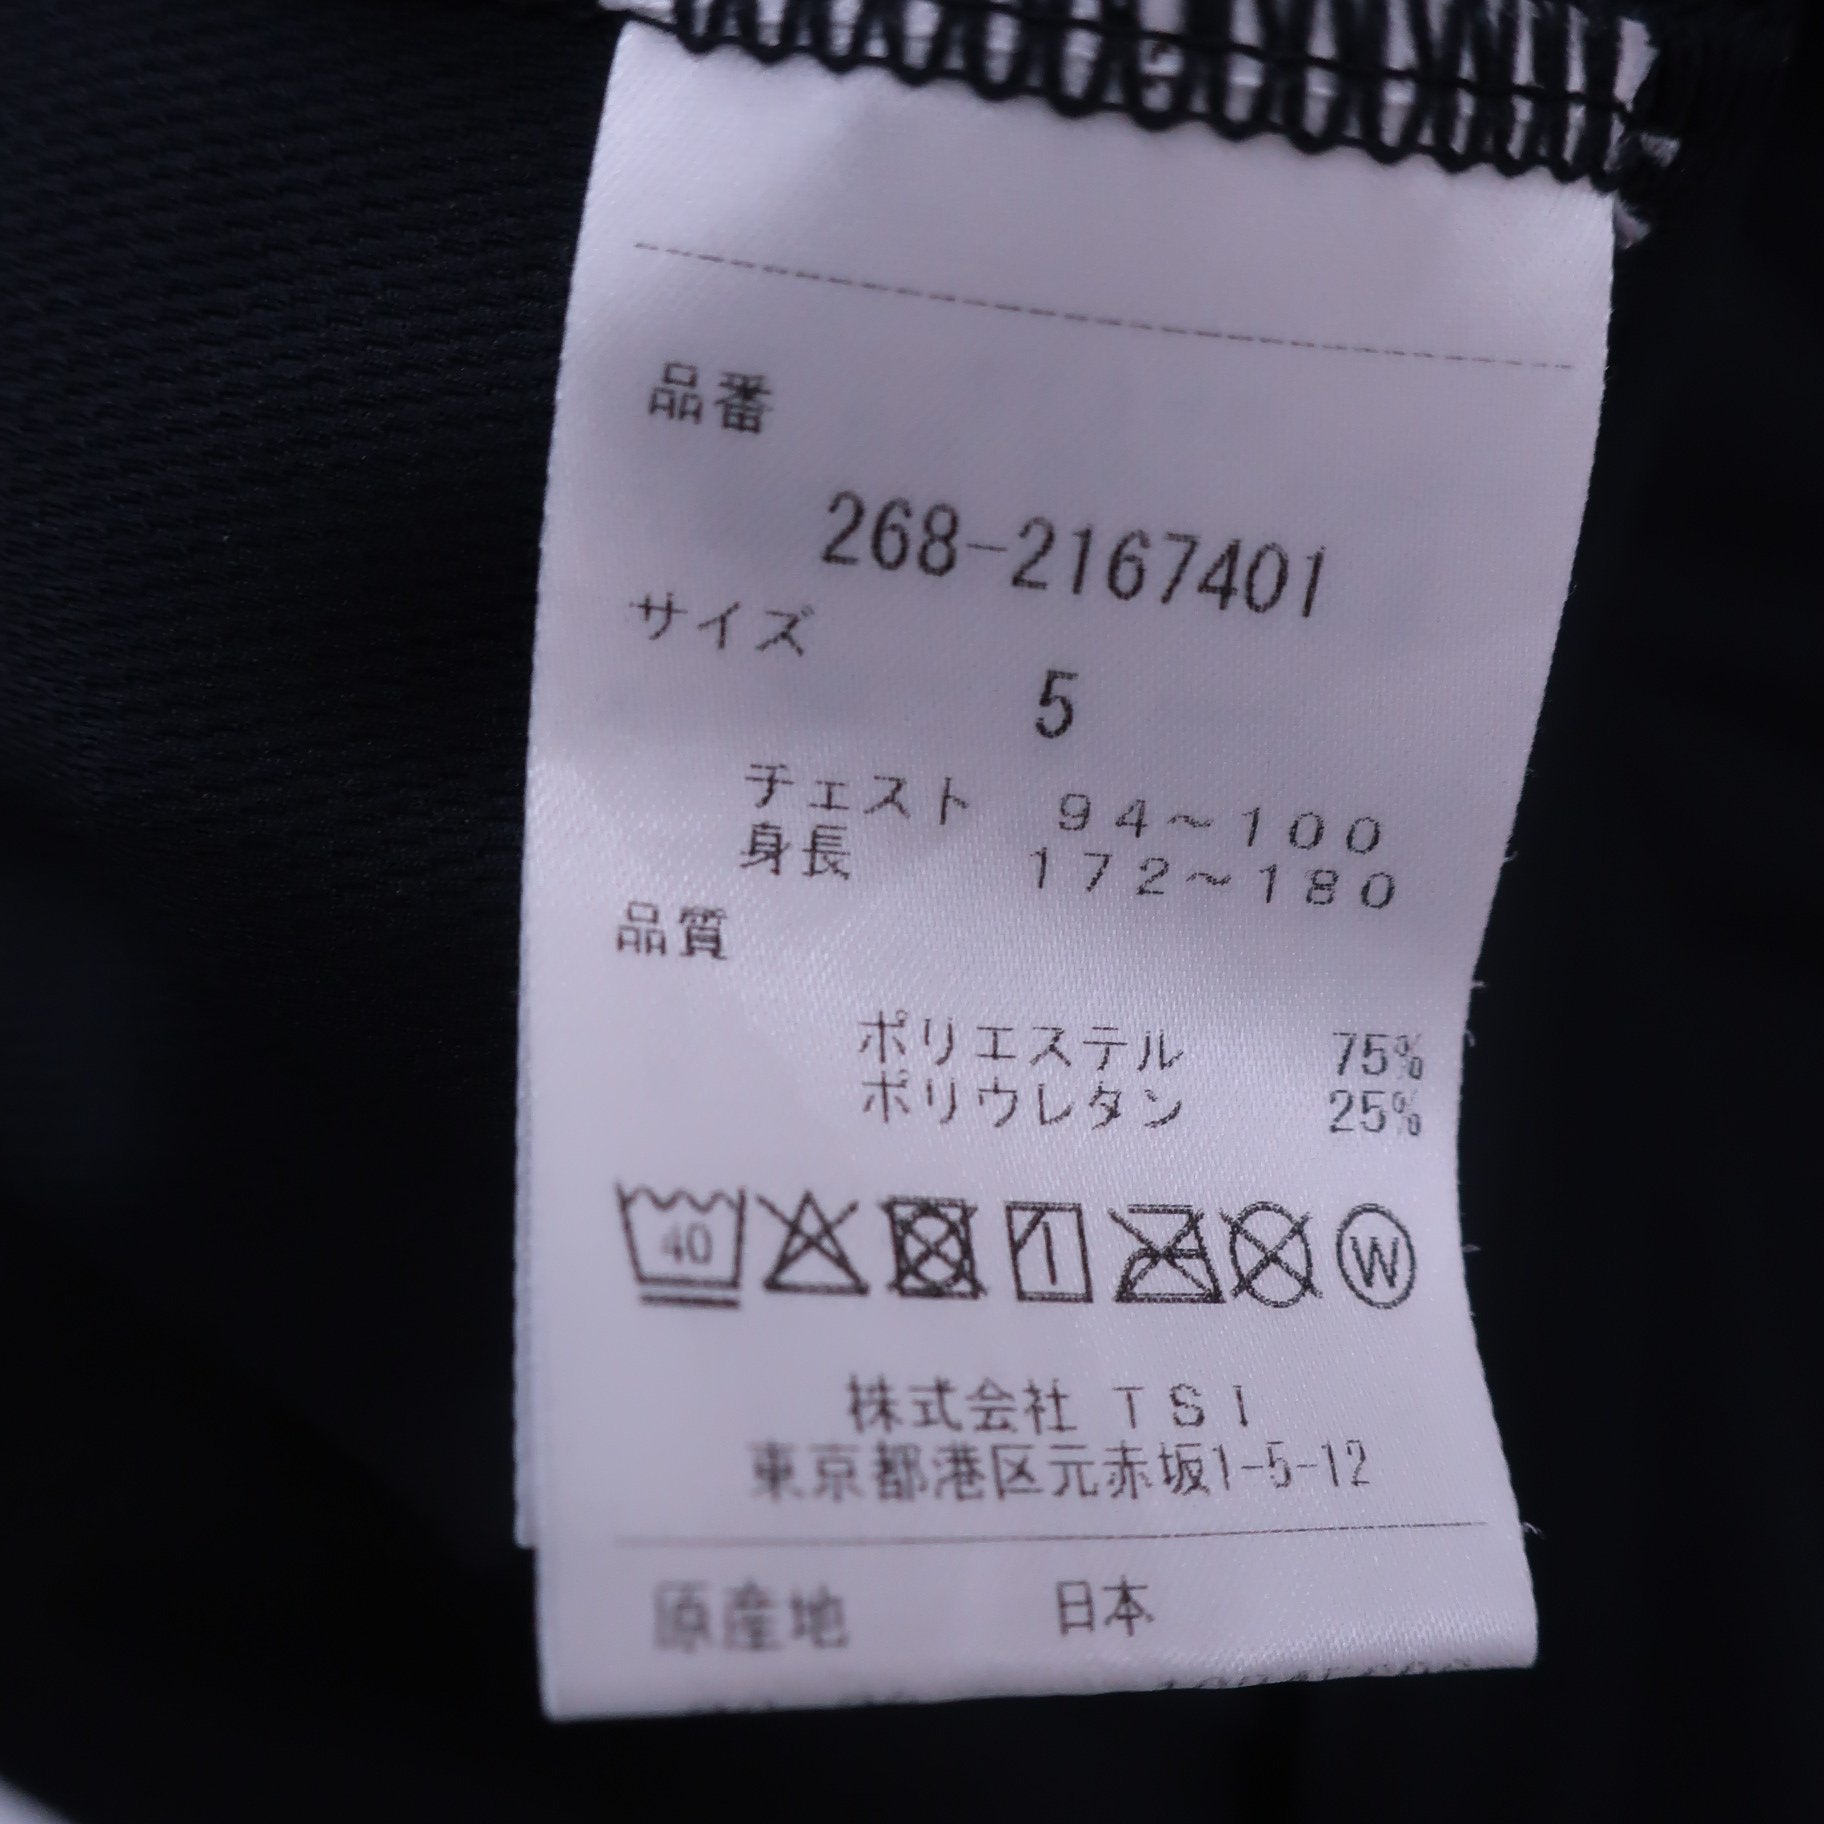 品番
268-2167401
サイズ
5
チェスト 94～100
身長 172～180
品質
ポリエステル 75%
ポリウレタン 25%
40
W
株式会社 TSI
東京都港区元赤坂1-5-12
原産地 日本